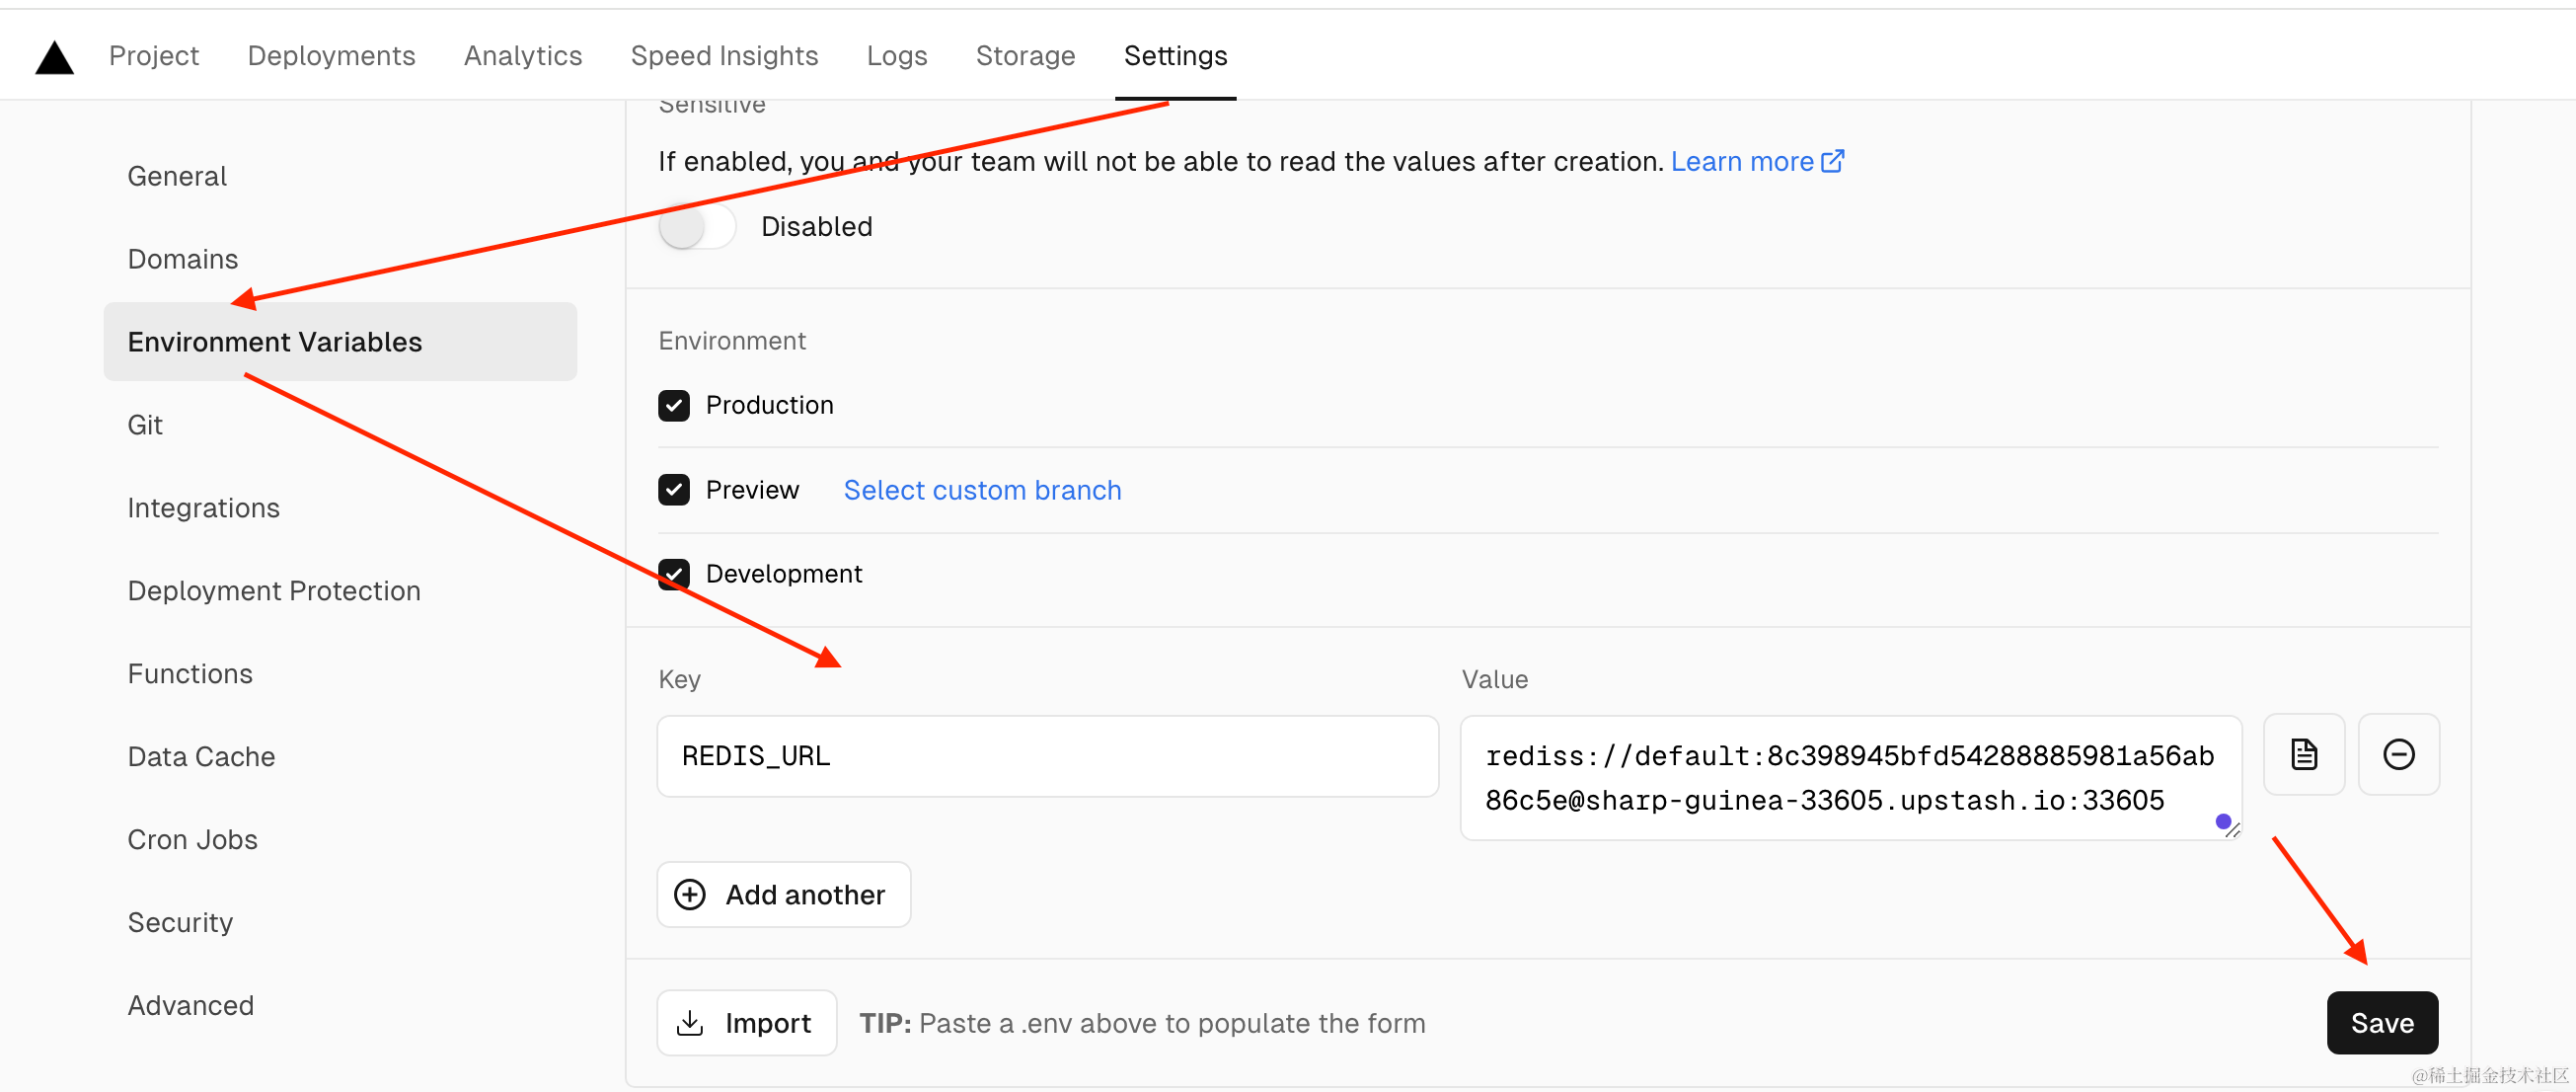 Project Deployments Analytics Speed Insights Logs Storage Settings
Sensitive
If enabled, you and your team will not be able to read the values after creation. Learn more
Disabled
General
Domains
Environment Variables
Git
Integrations
Deployment Protection
Functions
Data Cache
Cron Jobs
Security
Advanced
Environment
Production
Preview Select custom branch
Development
Key Value
REDIS_URL
rediss://default:8c398945bfd54288885981a56ab
86c5e@sharp-guinea-33605.upstash.io:33605
Add another
Import TIP: Paste a .env above to populate the form
Save
@稀土掘金技术社区